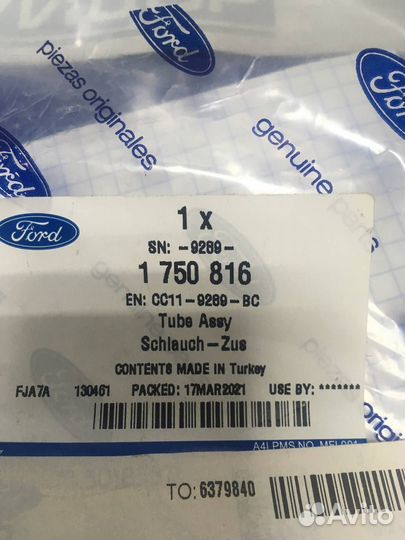 Ford
piezas originales
Ford
genuine parts
Ford
1 x
SN: -9289-
1 750 816
EN: CC11-9289-BC
Tube Assy
Schlauch-Zus
CONTENTS MADE IN Turkey
FJA7A 130461 PACKED: 17MAR2021 USE BY: *******
TO: 6379840
Avito